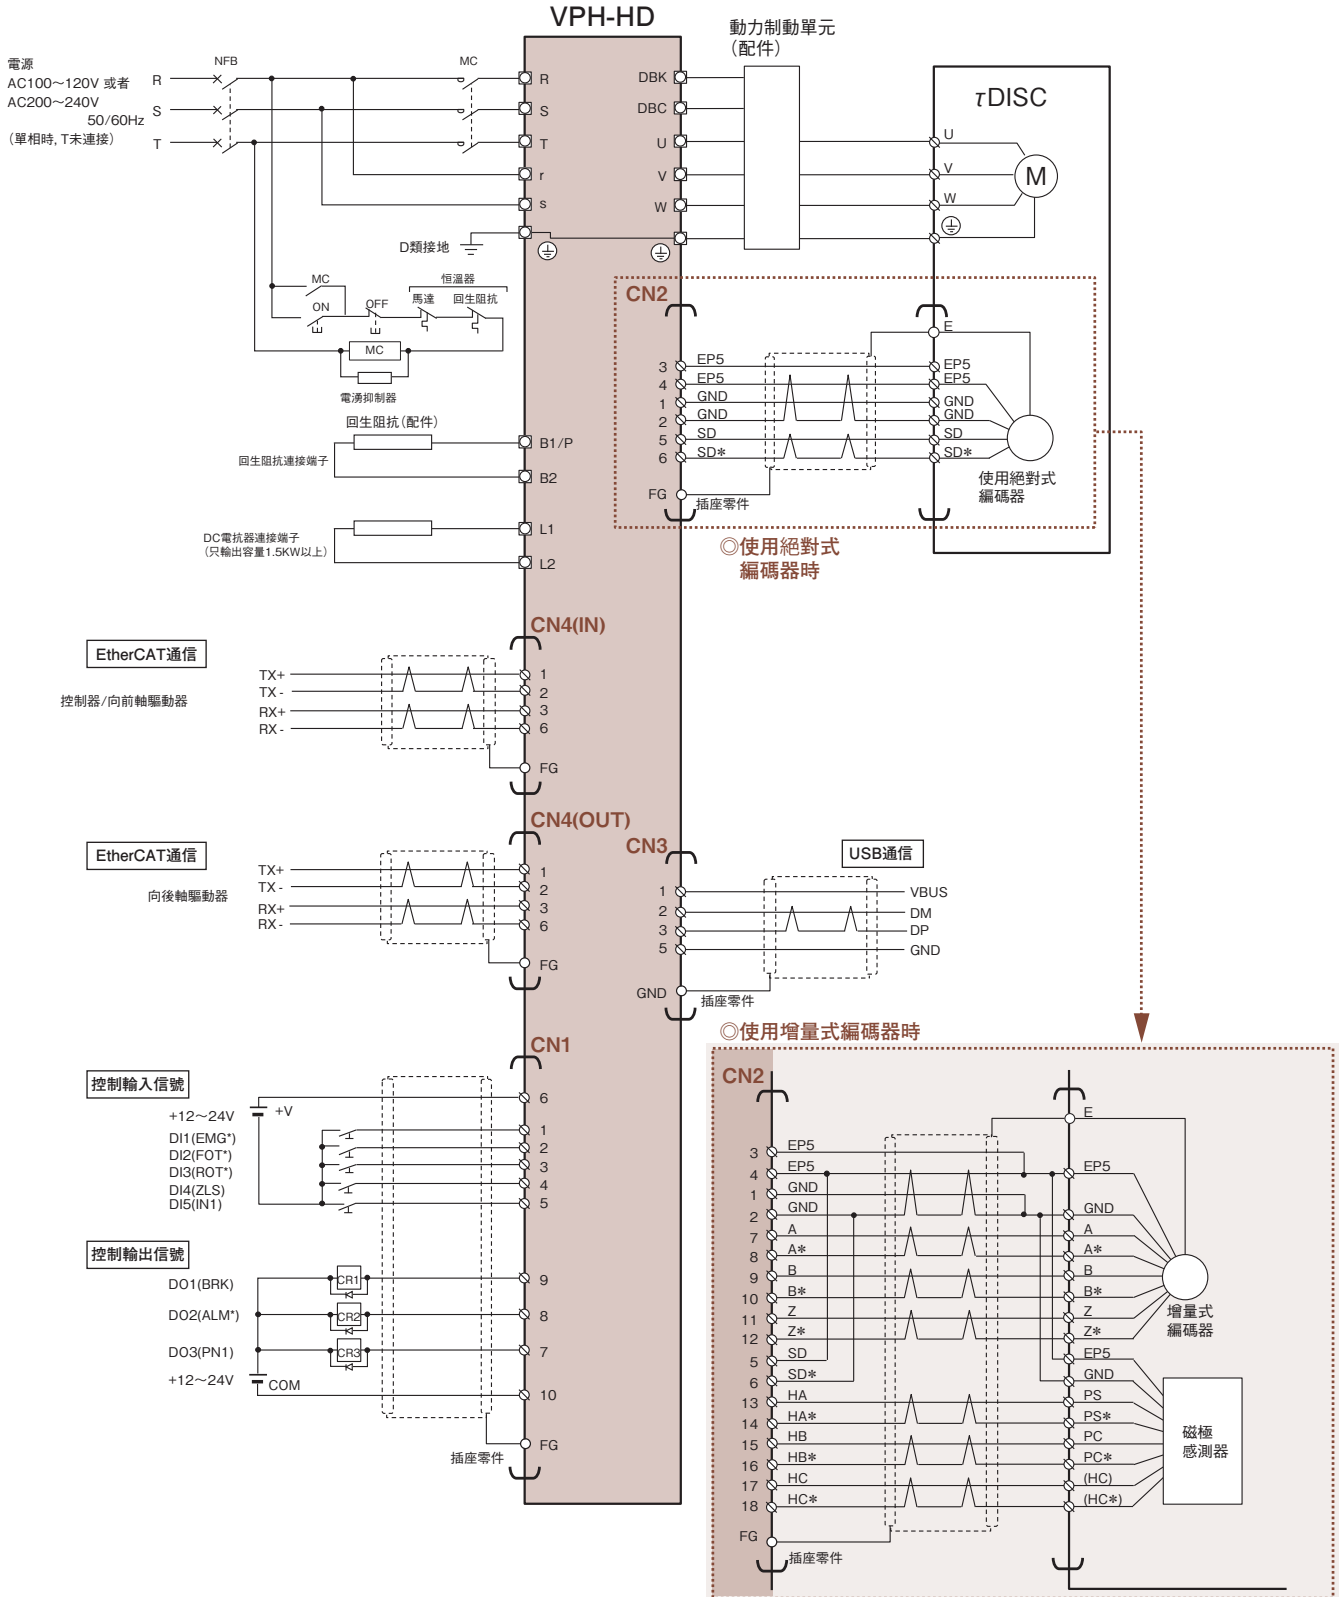 VPH-HD
動力制動單元
(配件)
電源
AC100～120V 或者
AC200～240V
50/60Hz
(單相時, T未連接)
R
S
T
NFB
MC
R
S
T
r
s
D類接地
DBK
DBC
U
V
W
τDISC
U
V
W
M
MC
ON
OFF
恒溫器
馬達
回生阻抗
MC
電湧抑制器
回生阻抗(配件)
回生阻抗連接端子
B1/P
B2
DC電抗器連接端子
(只輸出容量1.5KW以上)
L1
L2
CN2
3 EP5
4 EP5
1 GND
2 GND
5 SD
6 SD*
FG
插座零件
E
EP5
EP5
GND
GND
SD
SD*
使用絕對式
編碼器
◎使用絕對式
編碼器時
CN4(IN)
EtherCAT通信
控制器/向前軸驅動器
TX+ 1
TX- 2
RX+ 3
RX- 6
FG
CN4(OUT)
EtherCAT通信
向後軸驅動器
TX+ 1
TX- 2
RX+ 3
RX- 6
FG
CN3
USB通信
1 VBUS
2 DM
3 DP
5 GND
GND
插座零件
CN1
控制輸入信號
+12～24V
+V
6
DI1(EMG*) 1
DI2(FOT*) 2
DI3(ROT*) 3
DI4(ZLS) 4
DI5(IN1) 5
控制輸出信號
DO1(BRK) CR1 9
DO2(ALM*) CR2 8
DO3(PN1) CR3 7
+12～24V
COM
10
FG
插座零件
◎使用增量式編碼器時
CN2
E
3 EP5
4 EP5 EP5
1 GND
2 GND GND
7 A A
8 A* A*
9 B B
10 B* B*
11 Z Z
12 Z* Z*
5 SD EP5
6 SD* GND
13 HA PS
14 HA* PS*
15 HB PC
16 HB* PC*
17 HC (HC)
18 HC* (HC*)
FG
插座零件
增量式
編碼器
磁極
感測器